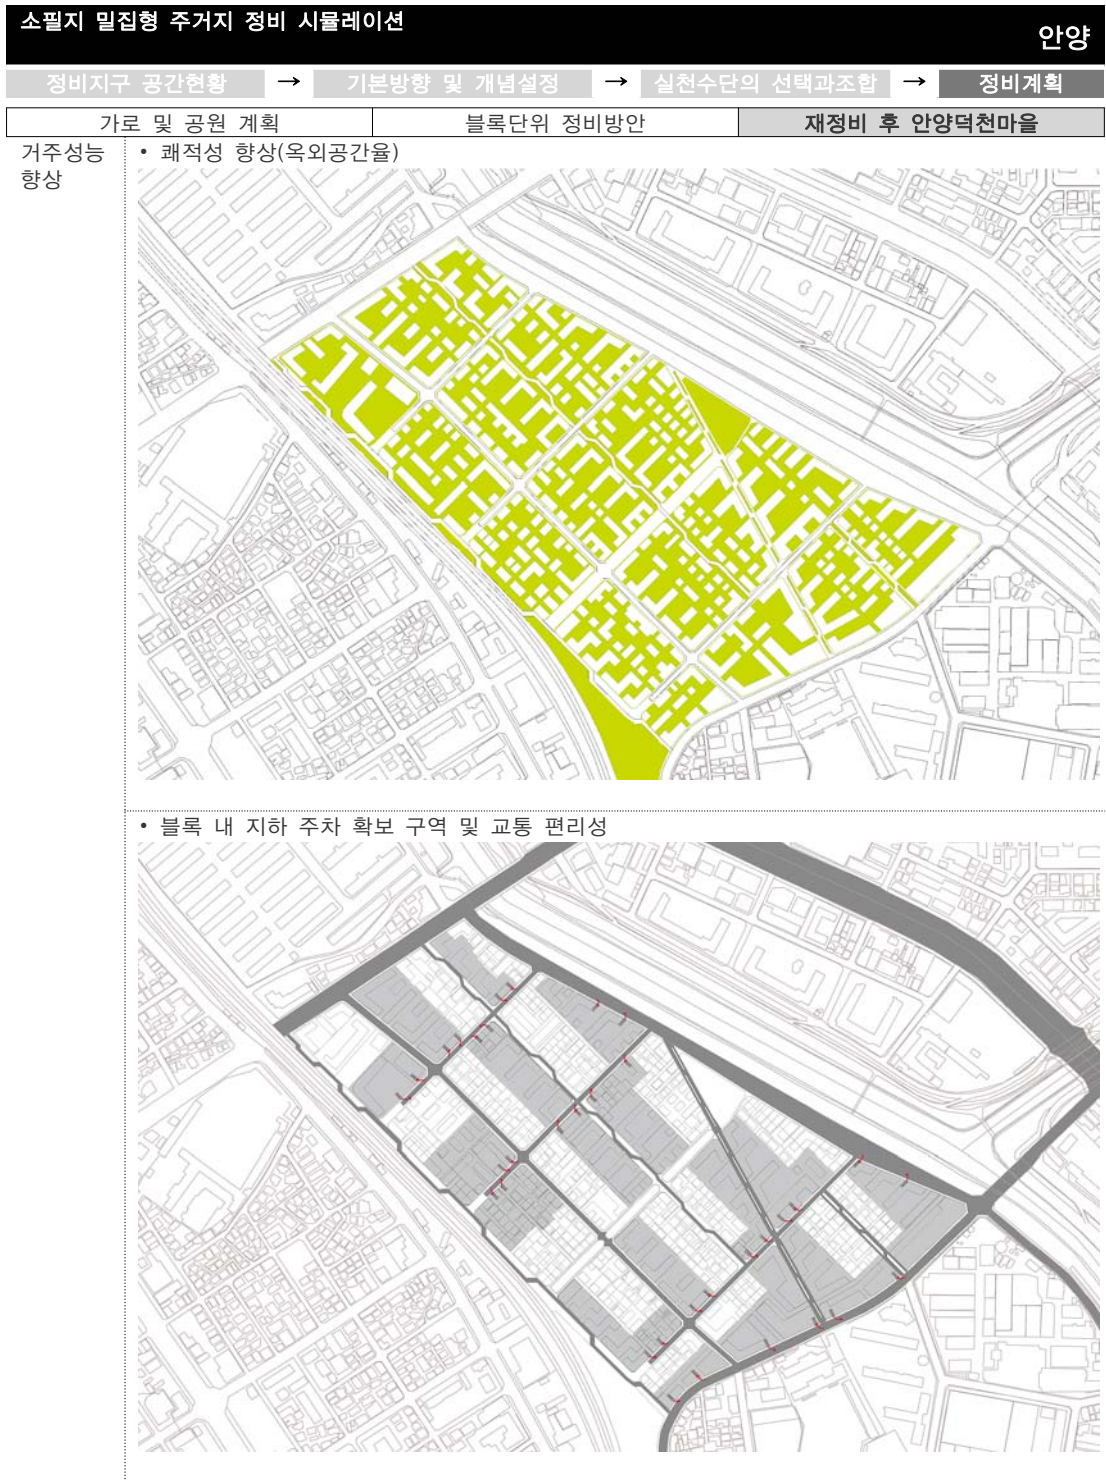 소필지 밀집형 주거지 정비 시뮬레이션
안양
정비지구 공간현황 → 기본방향 및 개념설정 → 실천수단의 선택과조합 → 정비계획
가로 및 공원 계획 블록단위 정비방안 재정비 후 안양덕천마을
거주성능
향상
• 쾌적성 향상(옥외공간율)
• 블록 내 지하 주차 확보 구역 및 교통 편리성